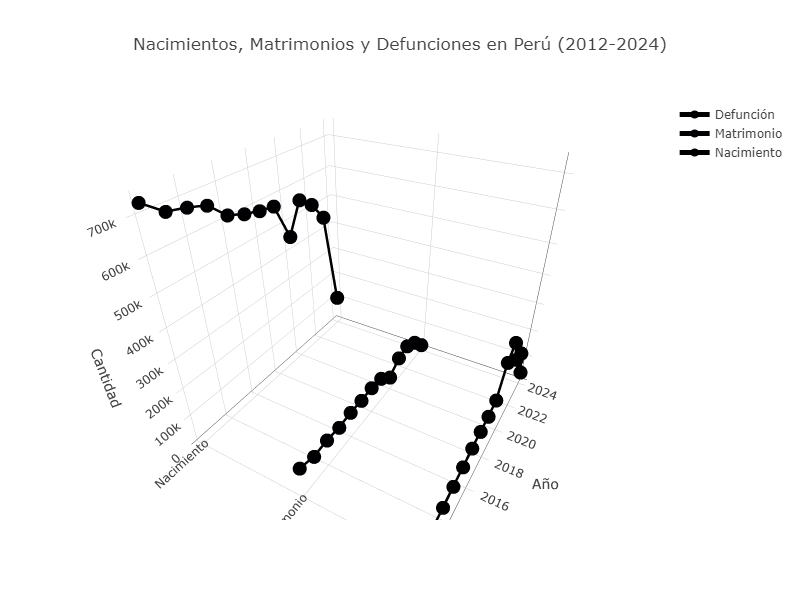 Nacimientos, Matrimonios y Defunciones en Perú (2012-2024)
Defunción
Matrimonio
Nacimiento
700k
600k
500k
400k
300k
200k
100k
0
Cantidad
Nacimiento
monio
2024
2022
2020
2018
2016
Año